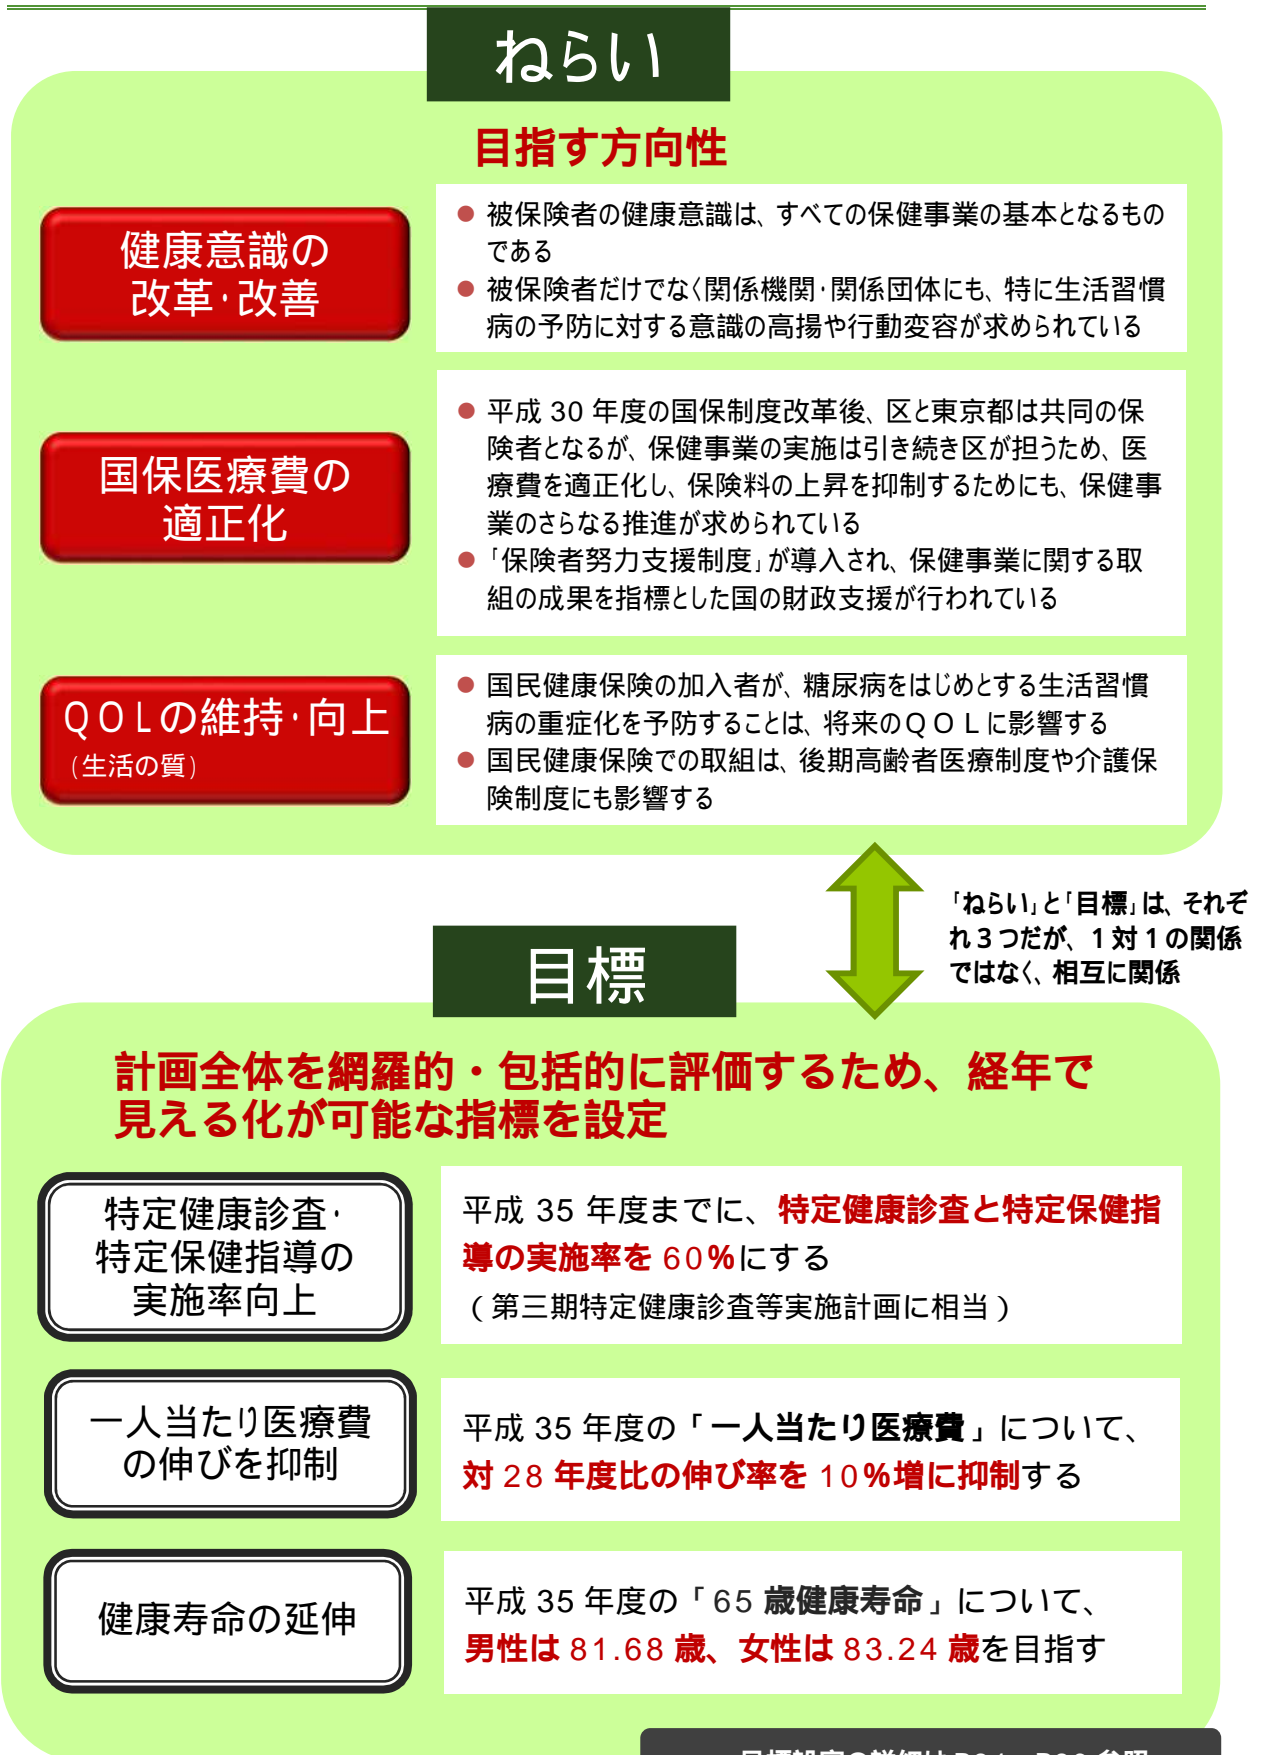 ねらい
目指す方向性
健康意識の
改革・改善
● 被保険者の健康意識は、すべての保健事業の基本となるもの
である
● 被保険者だけでなく関係機関・関係団体にも、特に生活習慣
病の予防に対する意識の高揚や行動変容が求められている
国保医療費の
適正化
● 平成 30 年度の国保制度改革後、区と東京都は共同の保
険者となるが、保健事業の実施は引き続き区が担うため、医
療費を適正化し、保険料の上昇を抑制するためにも、保健事
業のさらなる推進が求められている
● 「保険者努力支援制度」が導入され、保健事業に関する取
組の成果を指標とした国の財政支援が行われている
QOLの維持・向上
(生活の質)
● 国民健康保険の加入者が、糖尿病をはじめとする生活習慣
病の重症化を予防することは、将来のQOLに影響する
● 国民健康保険での取組は、後期高齢者医療制度や介護保
険制度にも影響する
「ねらい」と「目標」は、それぞ
れ3つだが、1対1の関係
ではなく、相互に関係
目標
計画全体を網羅的・包括的に評価するため、経年で
見える化が可能な指標を設定
特定健康診査・
特定保健指導の
実施率向上
平成 35 年度までに、特定健康診査と特定保健指
導の実施率を 60%にする
(第三期特定健康診査等実施計画に相当)
一人当たり医療費
の伸びを抑制
平成 35 年度の「一人当たり医療費」について、
対 28 年度比の伸び率を 10%増に抑制する
健康寿命の延伸
平成 35 年度の「65 歳健康寿命」について、
男性は 81.68 歳、女性は 83.24 歳を目指す